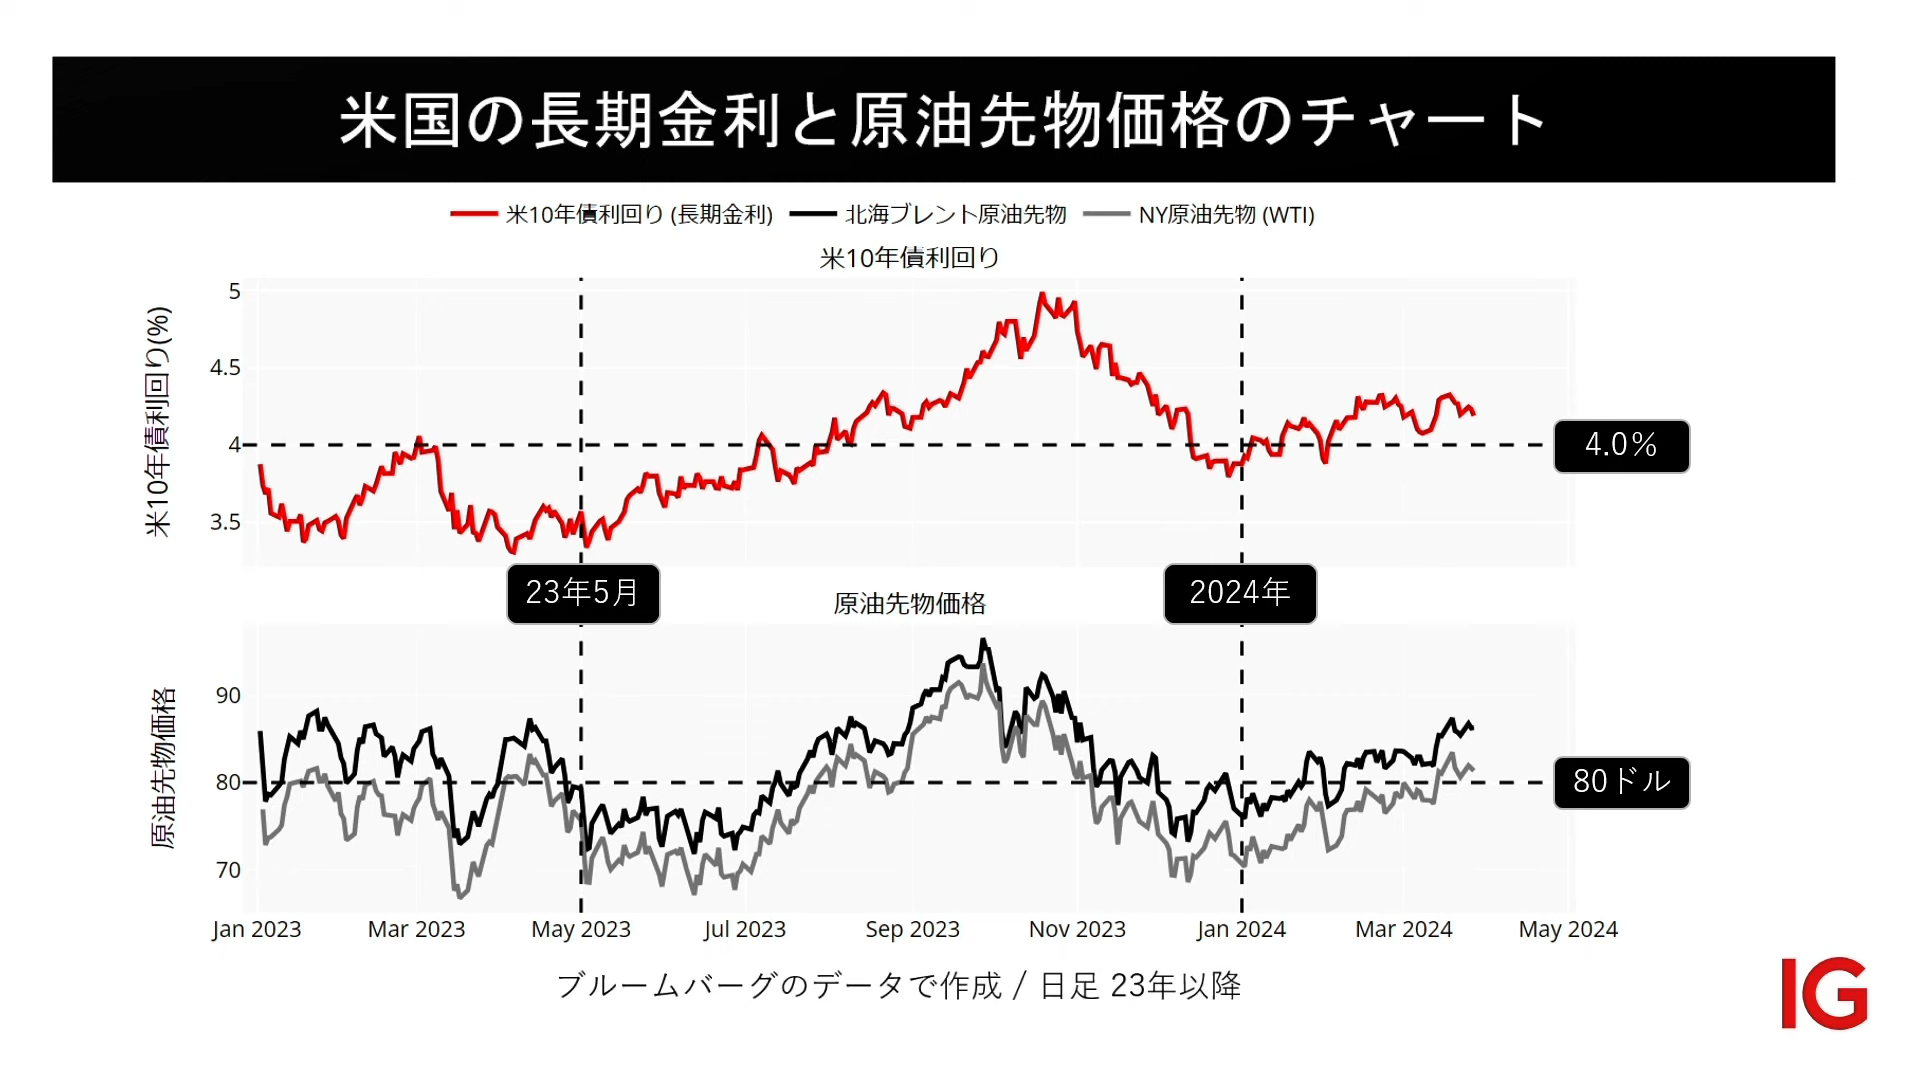 米国の長期金利と原油先物価格のチャート
米10年債利回り (長期金利) 北海ブレント原油先物 NY原油先物 (WTI)
米10年債利回り
米10年債利回り(%)
5
4.5
4
3.5
4.0%
23年5月
2024年
原油先物価格
原油先物価格
90
80
70
80ドル
Jan 2023 Mar 2023 May 2023 Jul 2023 Sep 2023 Nov 2023 Jan 2024 Mar 2024 May 2024
ブルームバーグのデータで作成 / 日足 23年以降
IG